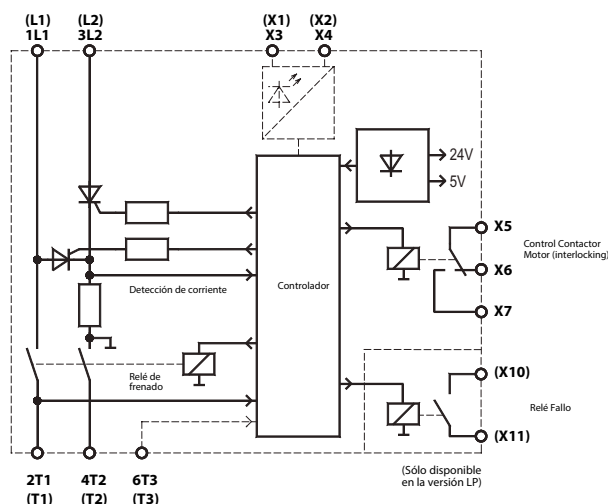 (L1) (L2) (X1) (X2)
1L1 3L2 X3 X4
24V
5V
X5
Control Contactor
Motor (interlocking)
X6
X7
Detección de corriente
Controlador
Relé de
frenado
(X10)
Relé Fallo
(X11)
2T1 4T2 6T3
(T1) (T2) (T3)
(Sólo disponible
en la versión LP)